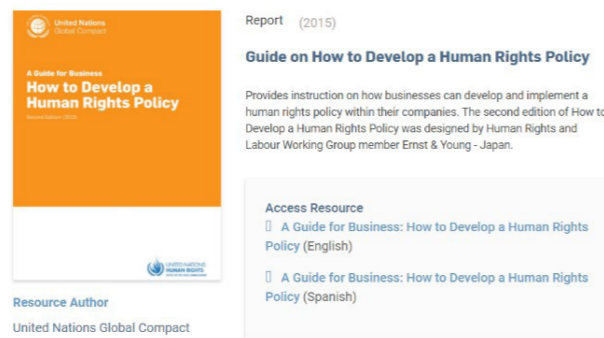 United Nations
Global Compact
A Guide for Business
How to Develop a
Human Rights Policy
Second Edition (2015)
UNITED NATIONS
HUMAN RIGHTS
Resource Author
United Nations Global Compact
Report (2015)
Guide on How to Develop a Human Rights Policy
Provides instruction on how businesses can develop and implement a
human rights policy within their companies. The second edition of How to
Develop a Human Rights Policy was designed by Human Rights and
Labour Working Group member Ernst & Young - Japan.
Access Resource
A Guide for Business: How to Develop a Human Rights
Policy (English)
A Guide for Business: How to Develop a Human Rights
Policy (Spanish)